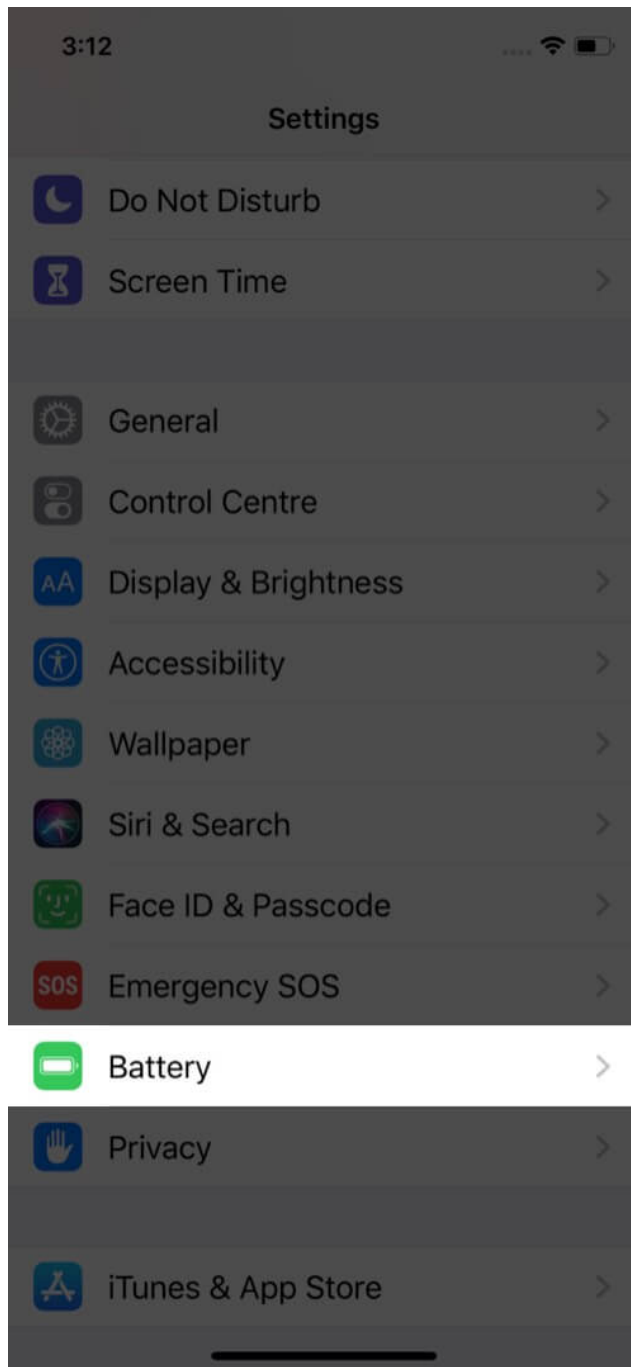 3:12
Settings
Do Not Disturb
Screen Time
General
Control Centre
AA Display & Brightness
Accessibility
Wallpaper
Siri & Search
Face ID & Passcode
SOS Emergency SOS
Battery
Privacy
iTunes & App Store